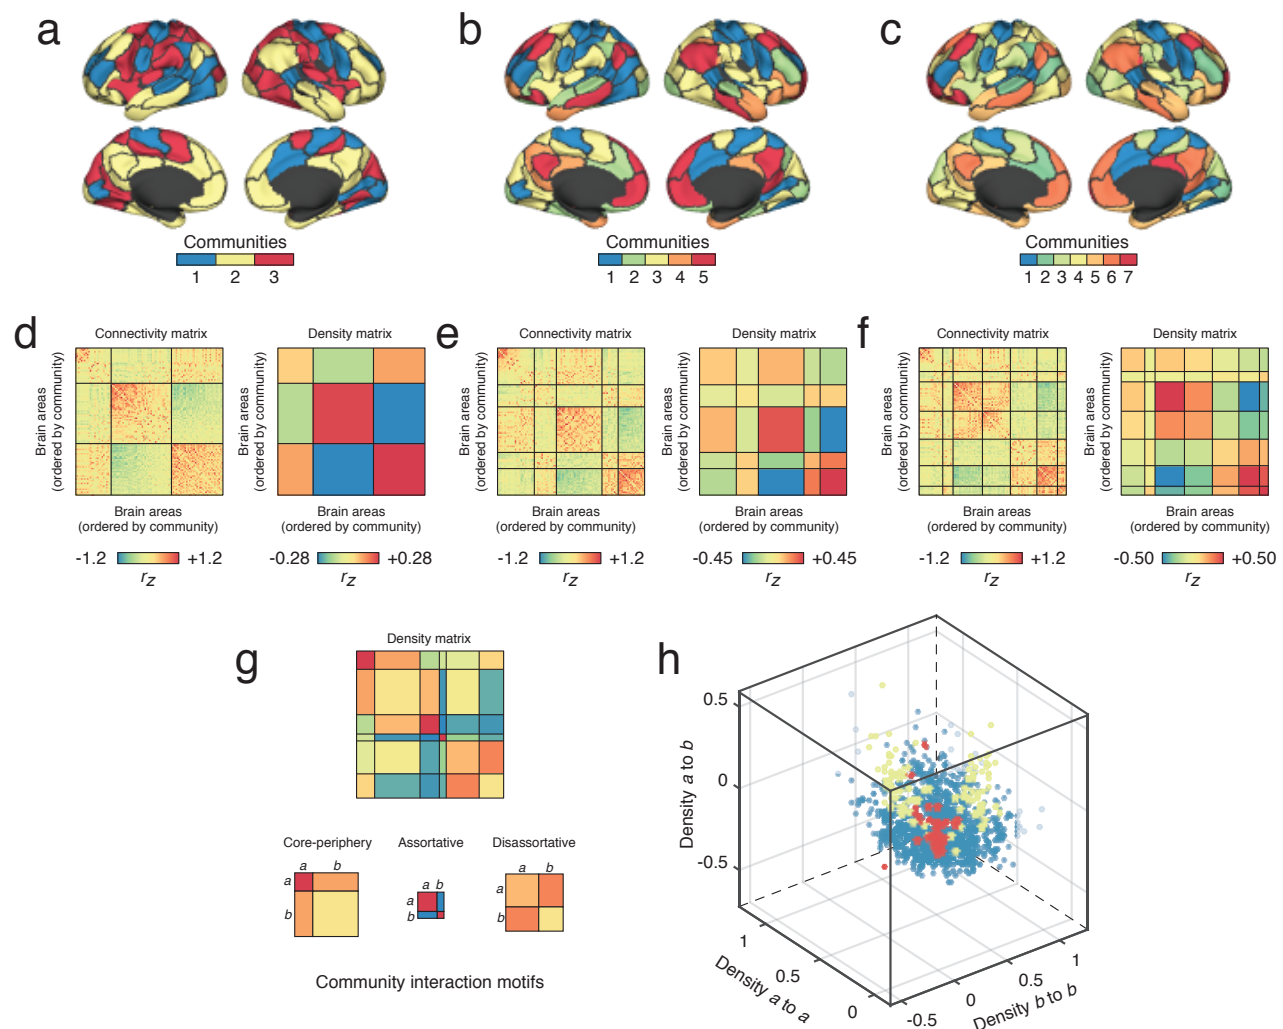 a
b
c
Communities
1 2 3
Communities
1 2 3 4 5
Communities
1 2 3 4 5 6 7
d
Connectivity matrix
Density matrix
Brain areas
(ordered by community)
Brain areas
(ordered by community)
Brain areas
(ordered by community)
Brain areas
(ordered by community)
-1.2 +1.2
rz
-0.28 +0.28
rz
e
Connectivity matrix
Density matrix
Brain areas
(ordered by community)
Brain areas
(ordered by community)
Brain areas
(ordered by community)
Brain areas
(ordered by community)
-1.2 +1.2
rz
-0.45 +0.45
rz
f
Connectivity matrix
Density matrix
Brain areas
(ordered by community)
Brain areas
(ordered by community)
Brain areas
(ordered by community)
Brain areas
(ordered by community)
-1.2 +1.2
rz
-0.50 +0.50
rz
g
Density matrix
Core-periphery
a b
a
b
Assortative
a b
a
b
Disassortative
a b
a
b
Community interaction motifs
h
Density a to b
0.5
0
-0.5
Density a to a
1
0.5
0
Density b to b
-0.5
0
0.5
1